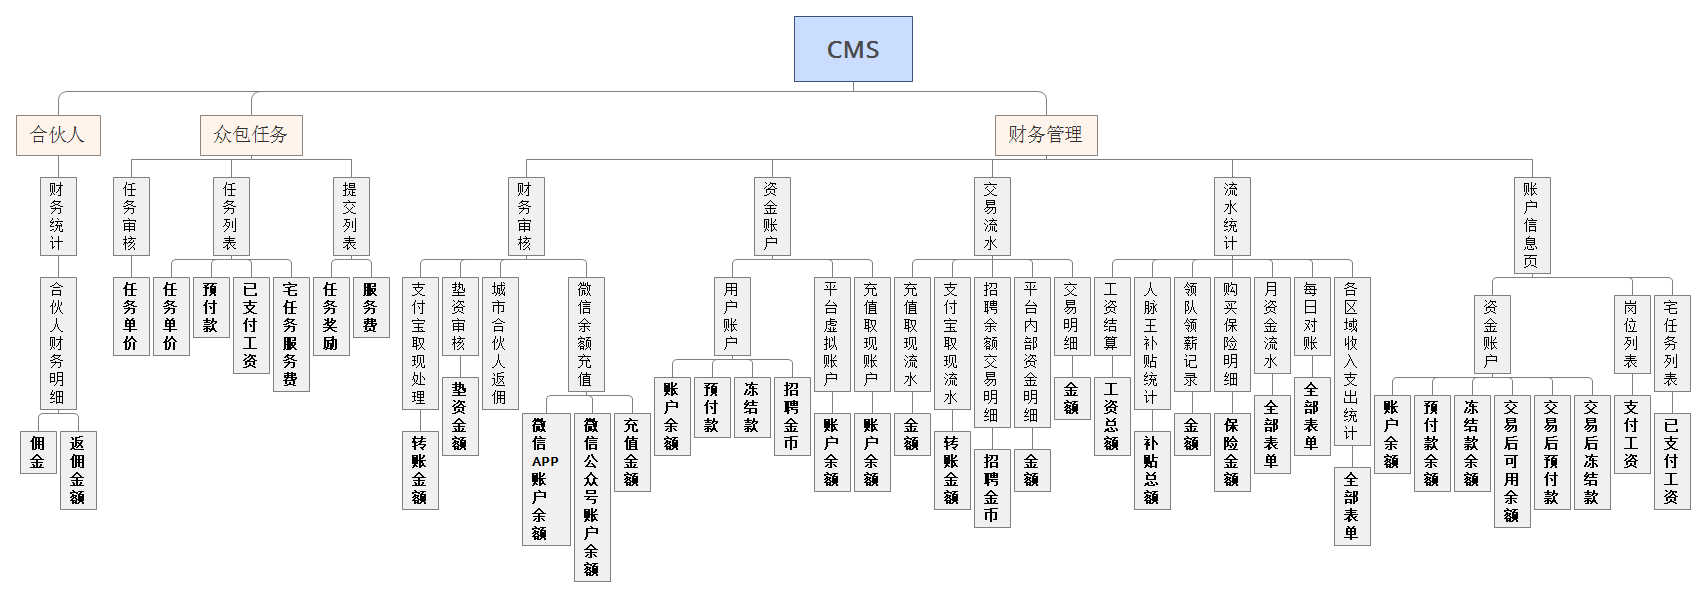 CMS
合伙人
众包任务
财务管理
财务统计
任务审核
任务列表
提交列表
财务审核
资金账户
交易流水
流水统计
账户信息页
合伙人财务明细
任务单价
任务单价
预付款
已支付工资
宅任务服务费
任务奖励
服务费
支付宝取现处理
垫资审核
城市合伙人返佣
微信余额充值
用户账户
平台虚拟账户
充值取现账户
充值取现流水
支付宝取现流水
招聘余额交易明细
平台内部资金明细
交易明细
工资结算
人脉王补贴统计
领队领薪记录
购买保险明细
月资金流水
每日对账
各区域收入支出统计
资金账户
岗位列表
宅任务列表
佣金
返佣金额
转账金额
垫资金额
微信APP账户余额
微信公众号账户余额
充值金额
账户余额
预付款
冻结款
招聘金币
账户余额
账户余额
金额
转账金额
招聘金币
金额
金额
工资总额
补贴总额
金额
保险金额
全部表单
全部表单
全部表单
账户余额
预付款余额
冻结款余额
交易后可用余额
交易后预付款
交易后冻结款
支付工资
已支付工资